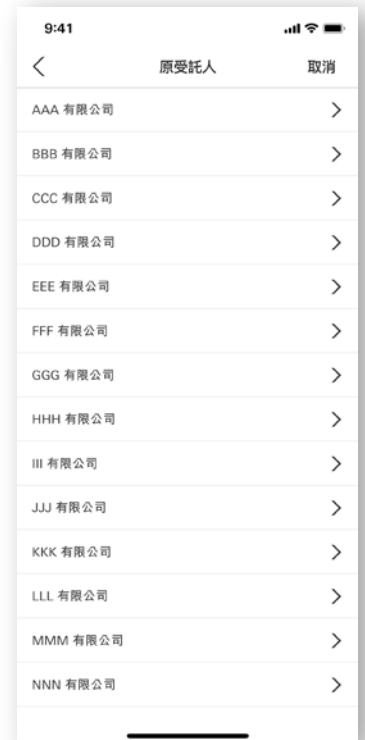 9:41
原受託人 取消
AAA 有限公司
BBB 有限公司
CCC 有限公司
DDD 有限公司
EEE 有限公司
FFF 有限公司
GGG 有限公司
HHH 有限公司
III 有限公司
JJJ 有限公司
KKK 有限公司
LLL 有限公司
MMM 有限公司
NNN 有限公司